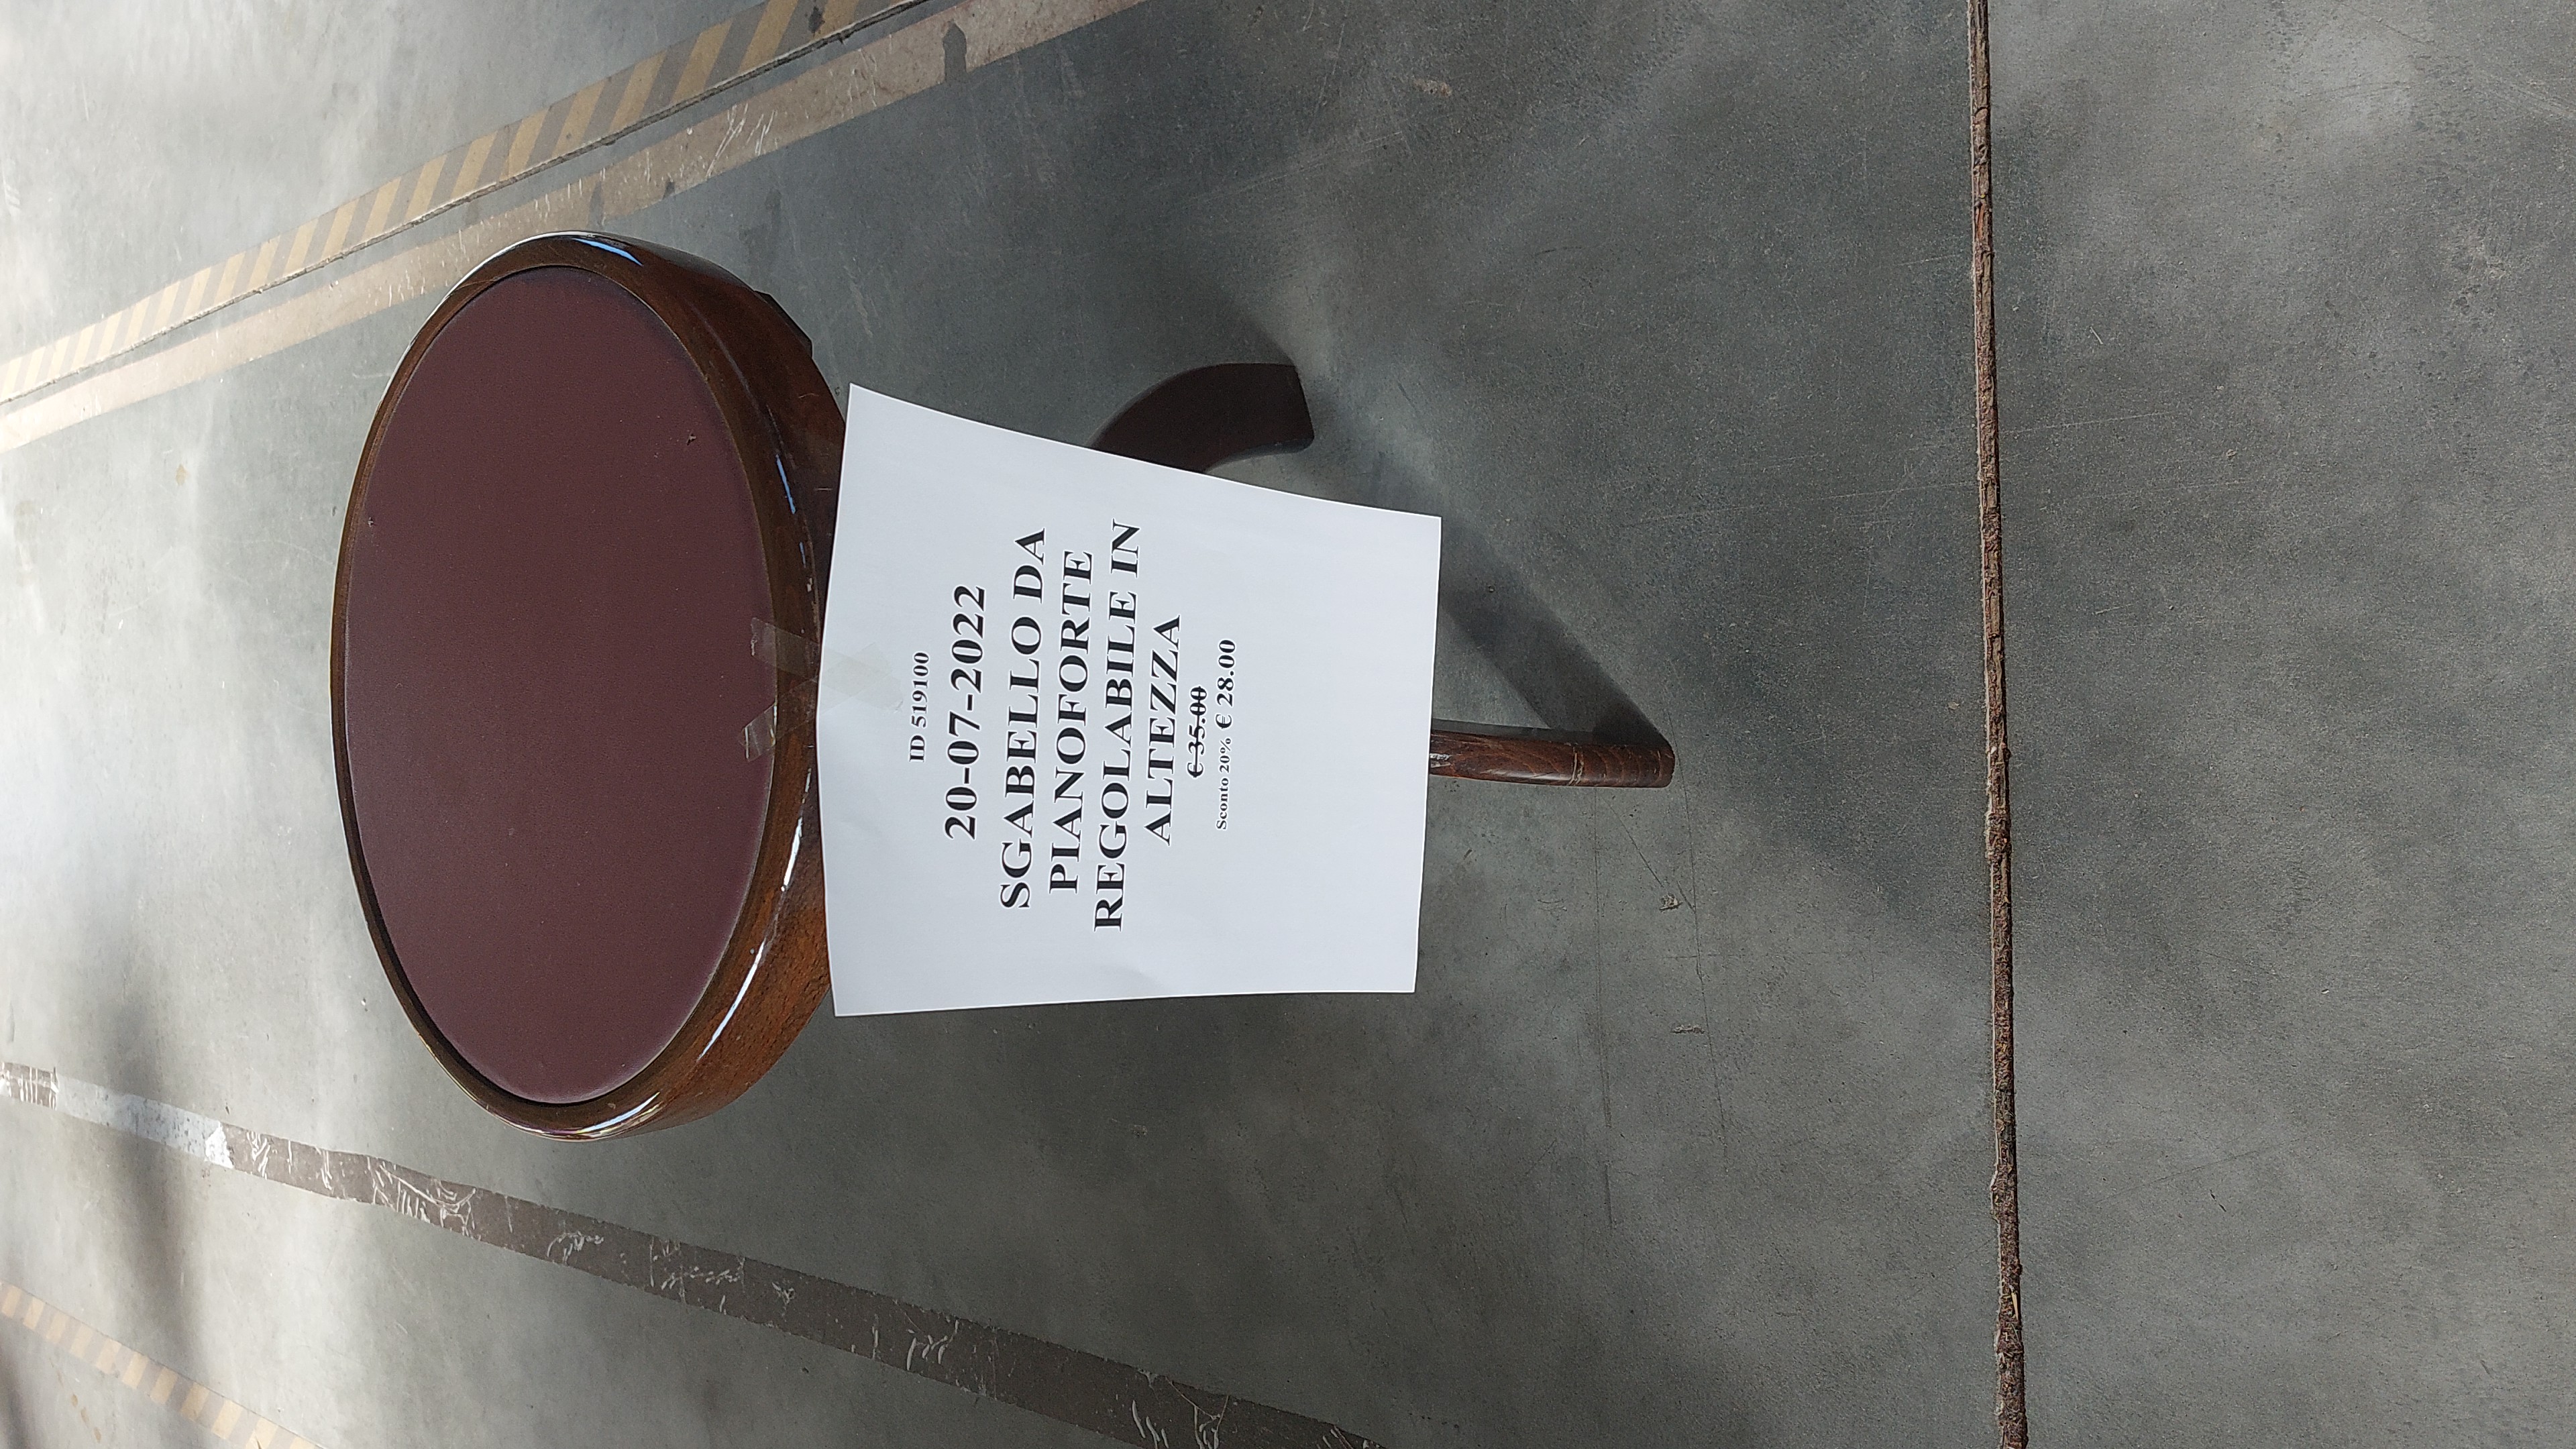 ID 519100
20-07-2022
SGABELLO DA
PIANOFORTE
REGOLABILE IN
ALTEZZA
€ 35.00
Sconto 20% € 28.00